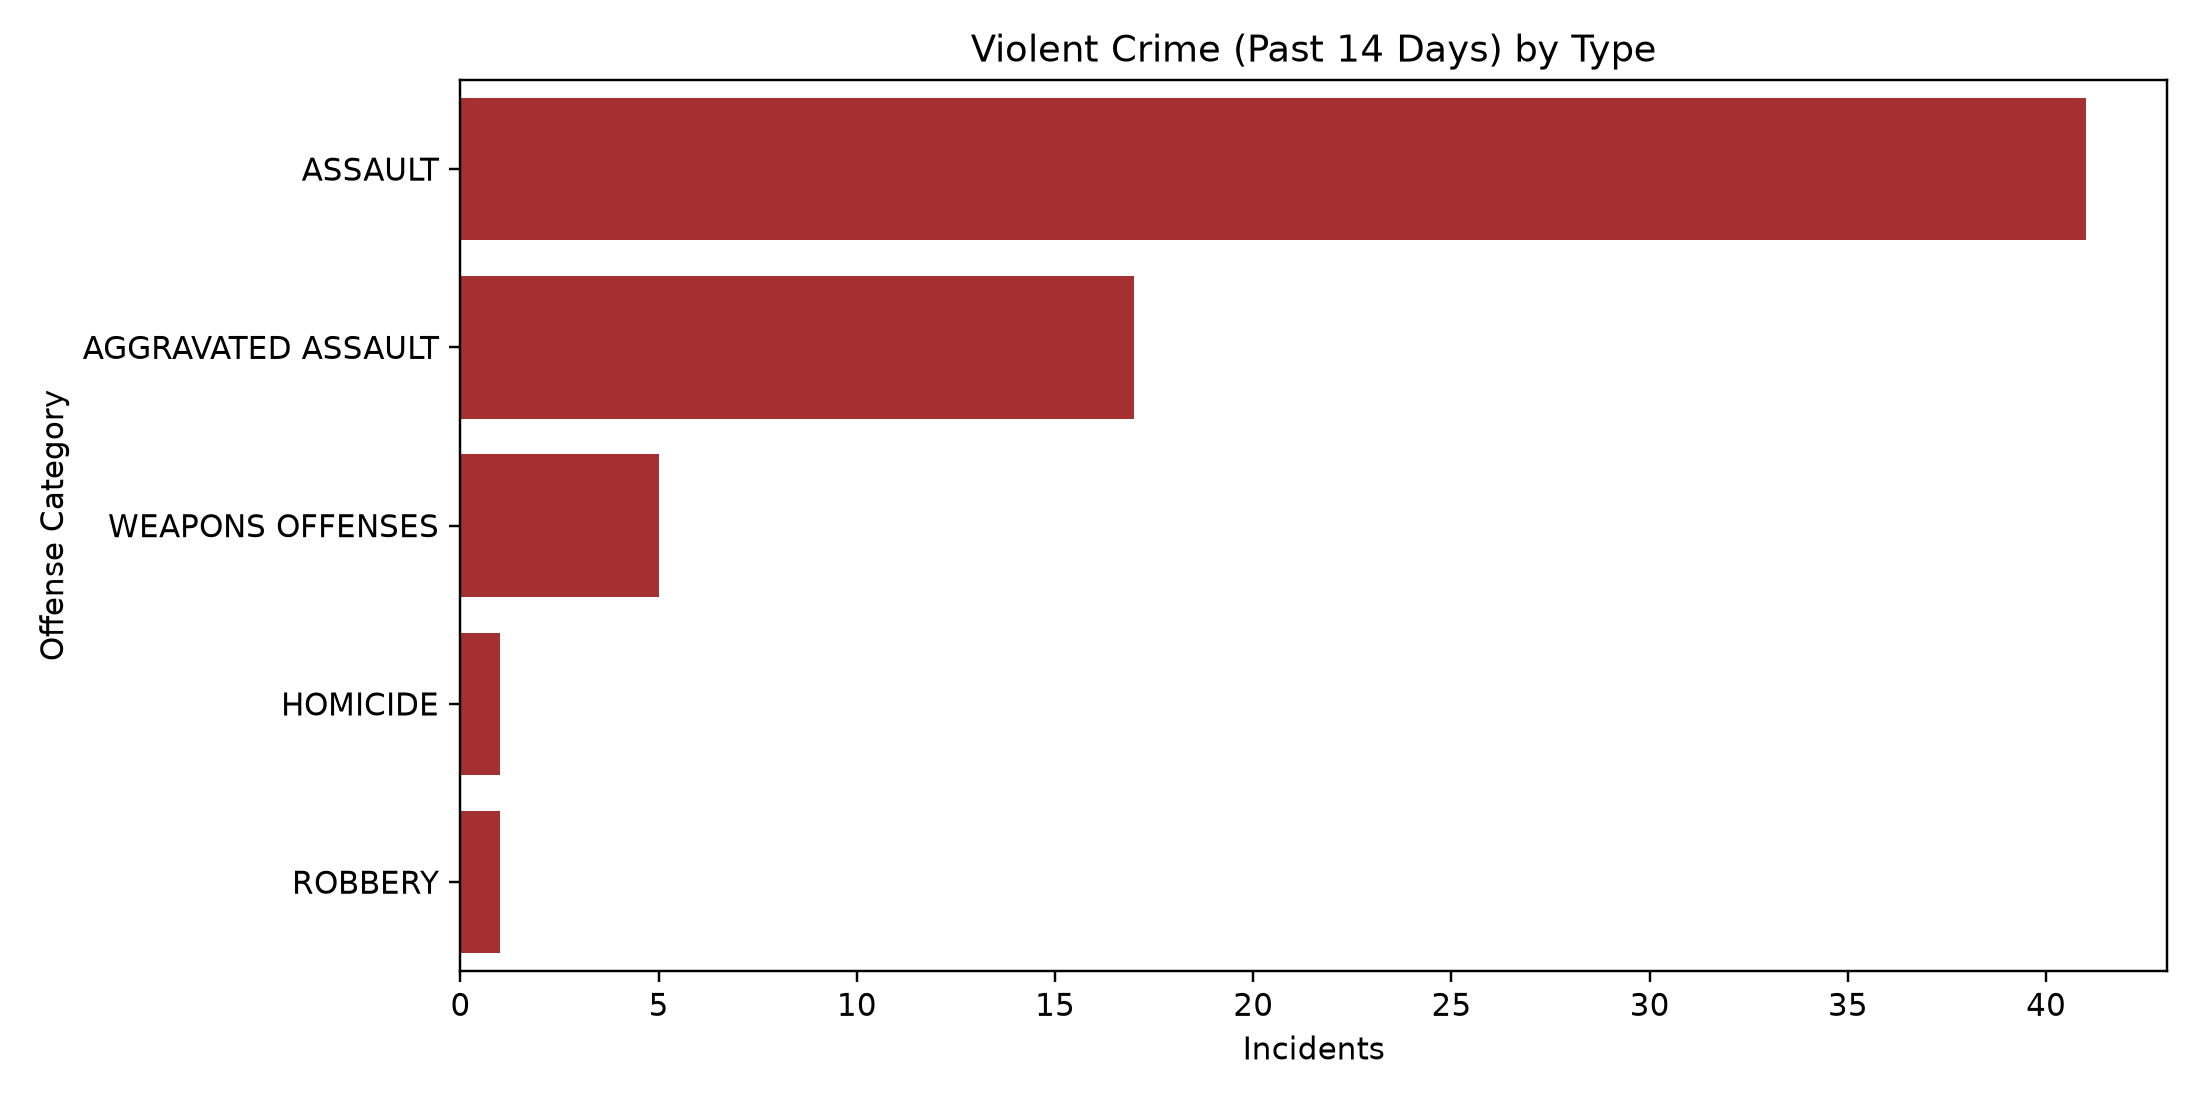 Violent Crime (Past 14 Days) by Type
Offense Category
ASSAULT
AGGRAVATED ASSAULT
WEAPONS OFFENSES
HOMICIDE
ROBBERY
0 5 10 15 20 25 30 35 40
Incidents